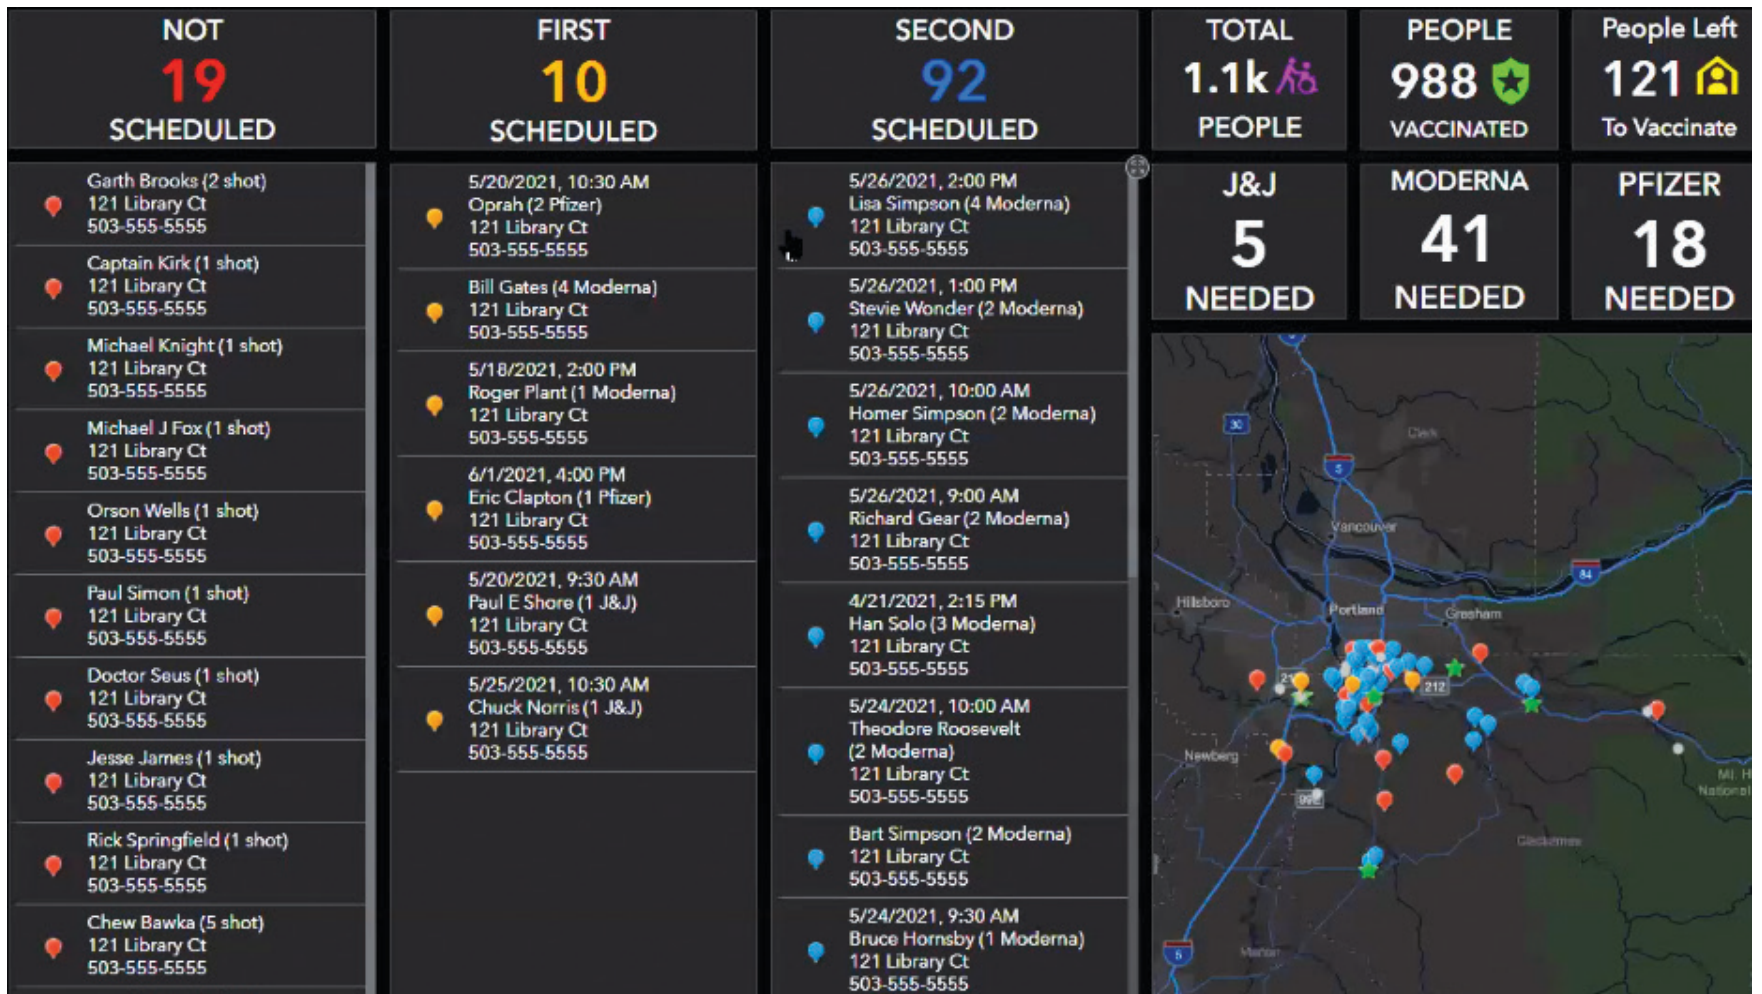 NOT
19
SCHEDULED
Garth Brooks (2 shot)
121 Library Ct
503-555-5555
Captain Kirk (1 shot)
121 Library Ct
503-555-5555
Michael Knight (1 shot)
121 Library Ct
503-555-5555
Michael J Fox (1 shot)
121 Library Ct
503-555-5555
Orson Wells (1 shot)
121 Library Ct
503-555-5555
Paul Simon (1 shot)
121 Library Ct
503-555-5555
Doctor Seus (1 shot)
121 Library Ct
503-555-5555
Jesse James (1 shot)
121 Library Ct
503-555-5555
Rick Springfield (1 shot)
121 Library Ct
503-555-5555
Chew Bawka (5 shot)
121 Library Ct
503-555-5555
FIRST
10
SCHEDULED
5/20/2021, 10:30 AM
Oprah (2 Pfizer)
121 Library Ct
503-555-5555
Bill Gates (4 Moderna)
121 Library Ct
503-555-5555
5/18/2021, 2:00 PM
Roger Plant (1 Moderna)
121 Library Ct
503-555-5555
6/1/2021, 4:00 PM
Eric Clapton (1 Pfizer)
121 Library Ct
503-555-5555
5/20/2021, 9:30 AM
Paul E Shore (1 J&J)
121 Library Ct
503-555-5555
5/25/2021, 10:30 AM
Chuck Norris (1 J&J)
121 Library Ct
503-555-5555
SECOND
92
SCHEDULED
5/26/2021, 2:00 PM
Lisa Simpson (4 Moderna)
121 Library Ct
503-555-5555
5/26/2021, 1:00 PM
Stevie Wonder (2 Moderna)
121 Library Ct
503-555-5555
5/26/2021, 10:00 AM
Homer Simpson (2 Moderna)
121 Library Ct
503-555-5555
5/26/2021, 9:00 AM
Richard Gear (2 Moderna)
121 Library Ct
503-555-5555
4/21/2021, 2:15 PM
Han Solo (3 Moderna)
121 Library Ct
503-555-5555
5/24/2021, 10:00 AM
Theodore Roosevelt
(2 Moderna)
121 Library Ct
503-555-5555
Bart Simpson (2 Moderna)
121 Library Ct
503-555-5555
5/24/2021, 9:30 AM
Bruce Hornsby (1 Moderna)
121 Library Ct
503-555-5555
TOTAL
1.1k
PEOPLE
PEOPLE
988
VACCINATED
People Left
121
To Vaccinate
J&J
5
NEEDED
MODERNA
41
NEEDED
PFIZER
18
NEEDED
30
Clark
5
Vancouver
84
Hillsboro
Portland
Gresham
212
Newberg
99E
Mt. H
National
Clackamas
Marion
5